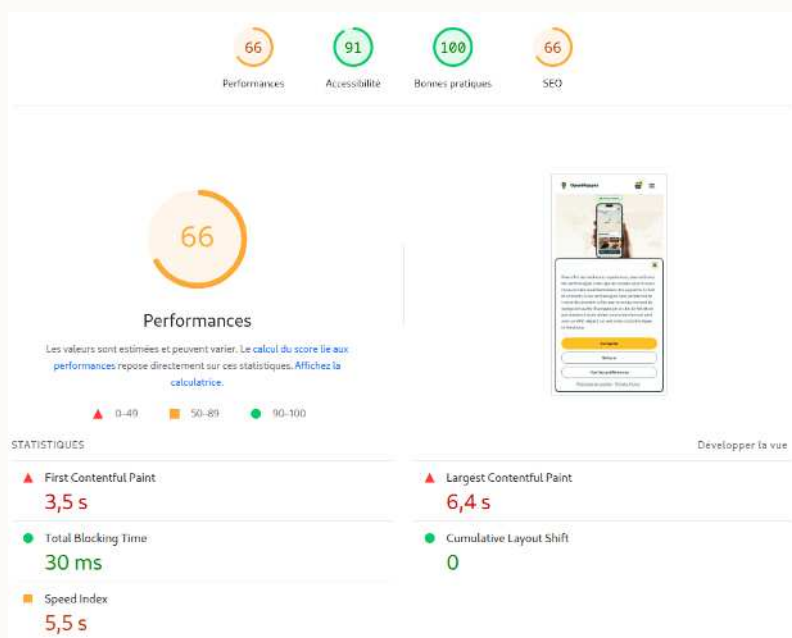 66
91
100
66
Performances
Accessibilité
Bonnes pratiques
SEO
66
Performances
Les valeurs sont estimées et peuvent varier. Le calcul du score lié aux
performances repose directement sur ces statistiques. Affichez la
calculatrice.
0–49
50–89
90–100
STATISTIQUES
Développer la vue
First Contentful Paint
3,5 s
Largest Contentful Paint
6,4 s
Total Blocking Time
30 ms
Cumulative Layout Shift
0
Speed Index
5,5 s